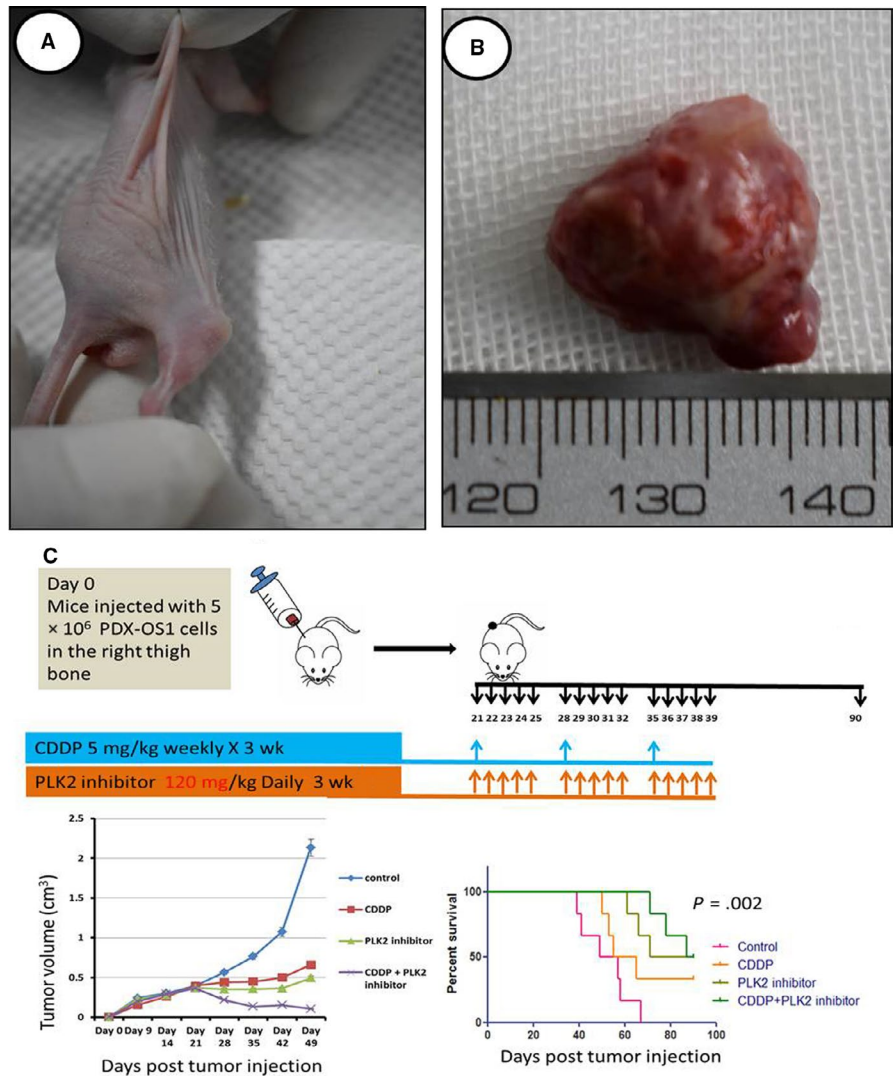 A
B
120 130 140
C
Day 0
Mice injected with 5
× 10⁶ PDX-OS1 cells
in the right thigh
bone
21 22 23 24 25 28 29 30 31 32 35 36 37 38 39 90
CDDP 5 mg/kg weekly X 3 wk
PLK2 inhibitor 120 mg/kg Daily 3 wk
Tumor volume (cm³)
2.5
2
1.5
1
0.5
0
Day 0 Day 9 Day 14 Day 21 Day 28 Day 35 Day 42 Day 49
Days post tumor injection
control
CDDP
PLK2 inhibitor
CDDP + PLK2
inhibitor
Percent survival
100
50
0
0 20 40 60 80 100
Days post tumor injection
P = .002
Control
CDDP
PLK2 inhibitor
CDDP+PLK2 inhibitor